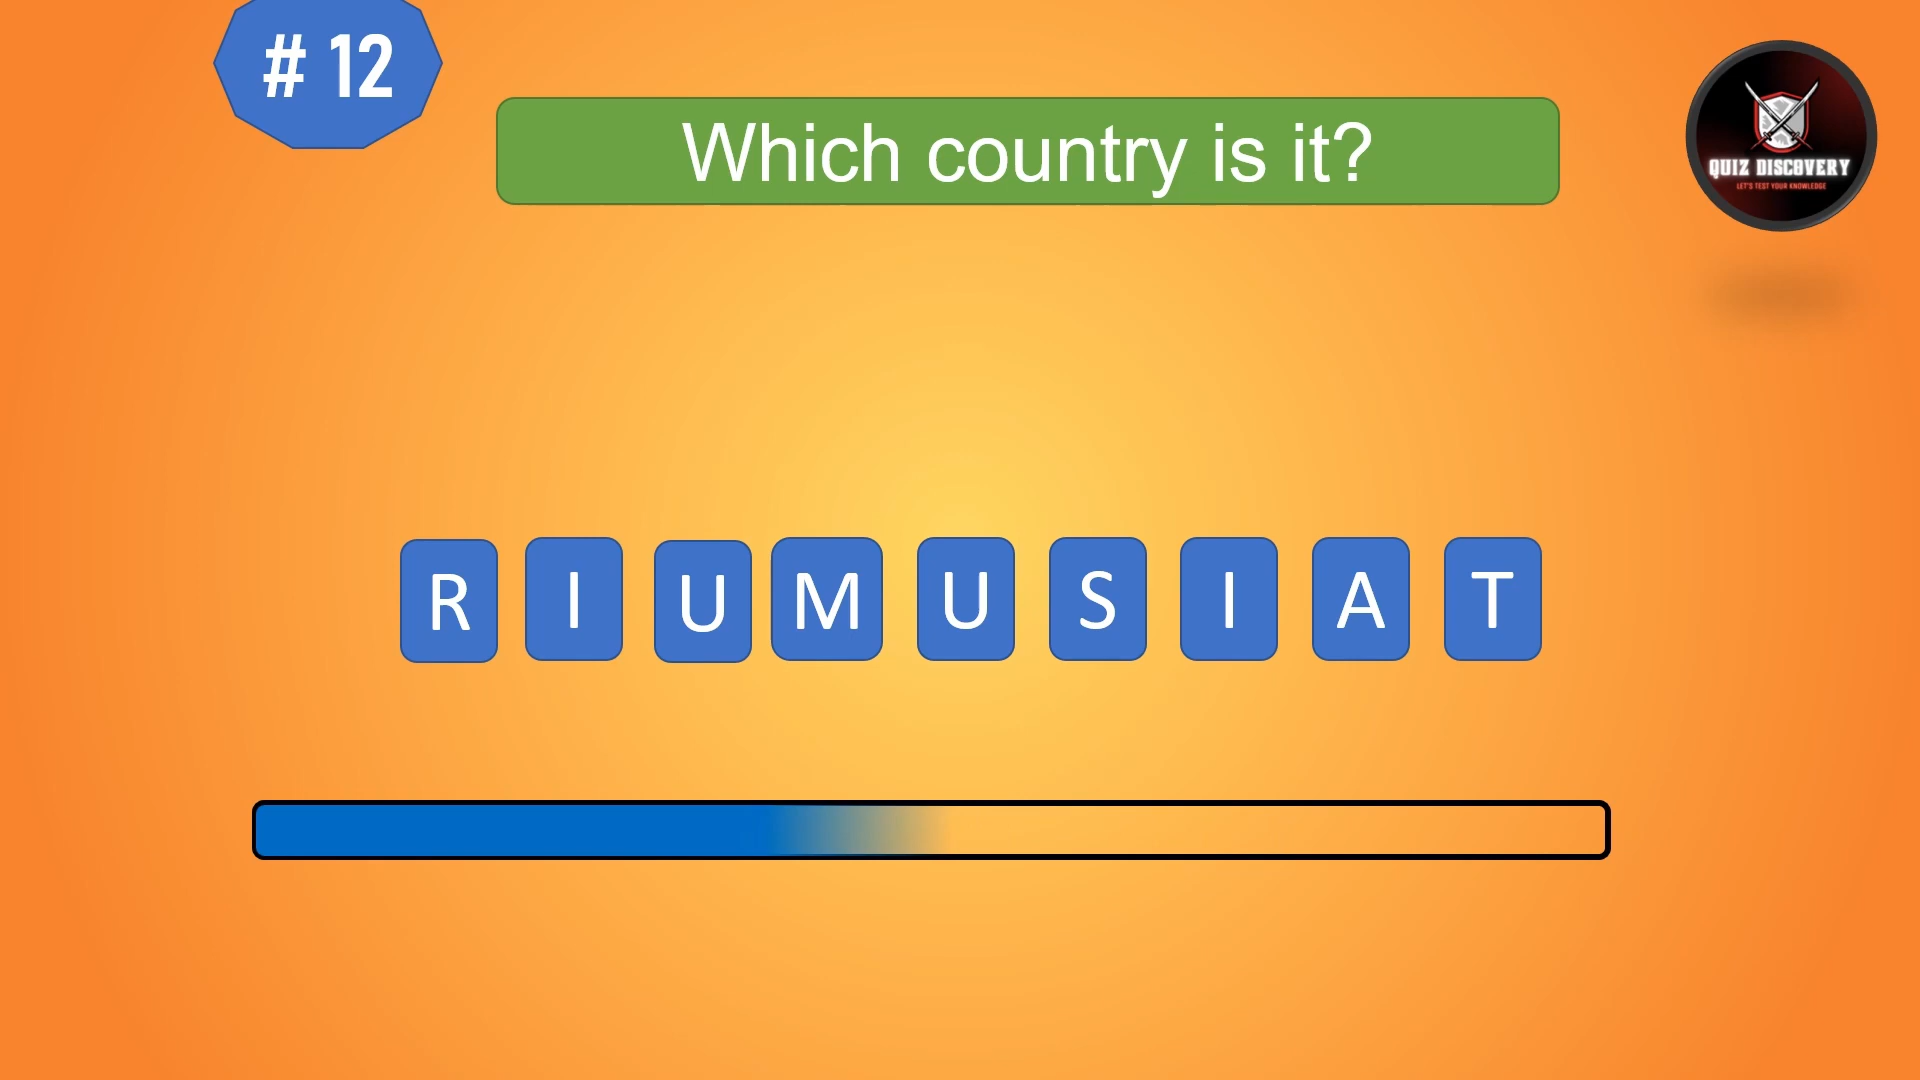 # 12
Which country is it?
QUIZ DISCOVERY
LET'S TEST YOUR KNOWLEDGE
R I U M U S I A T